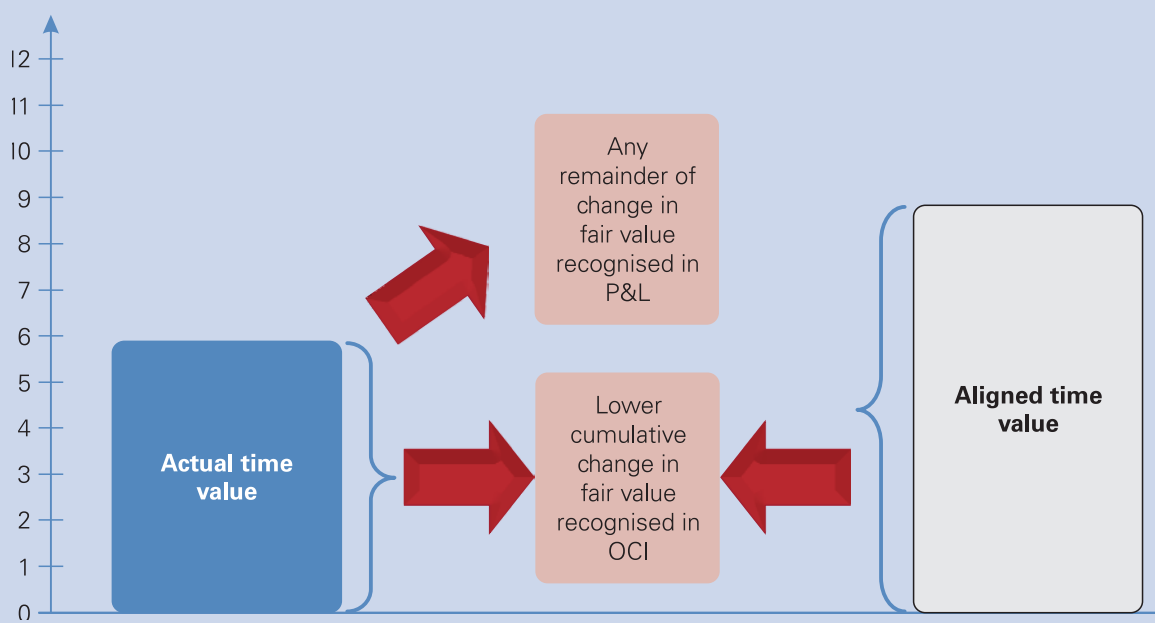 12
11
10
9
8
7
6
5
4
3
2
1
0
Actual time
value
Any
remainder of
change in
fair value
recognised in
P&L
Lower
cumulative
change in
fair value
recognised in
OCI
Aligned time
value